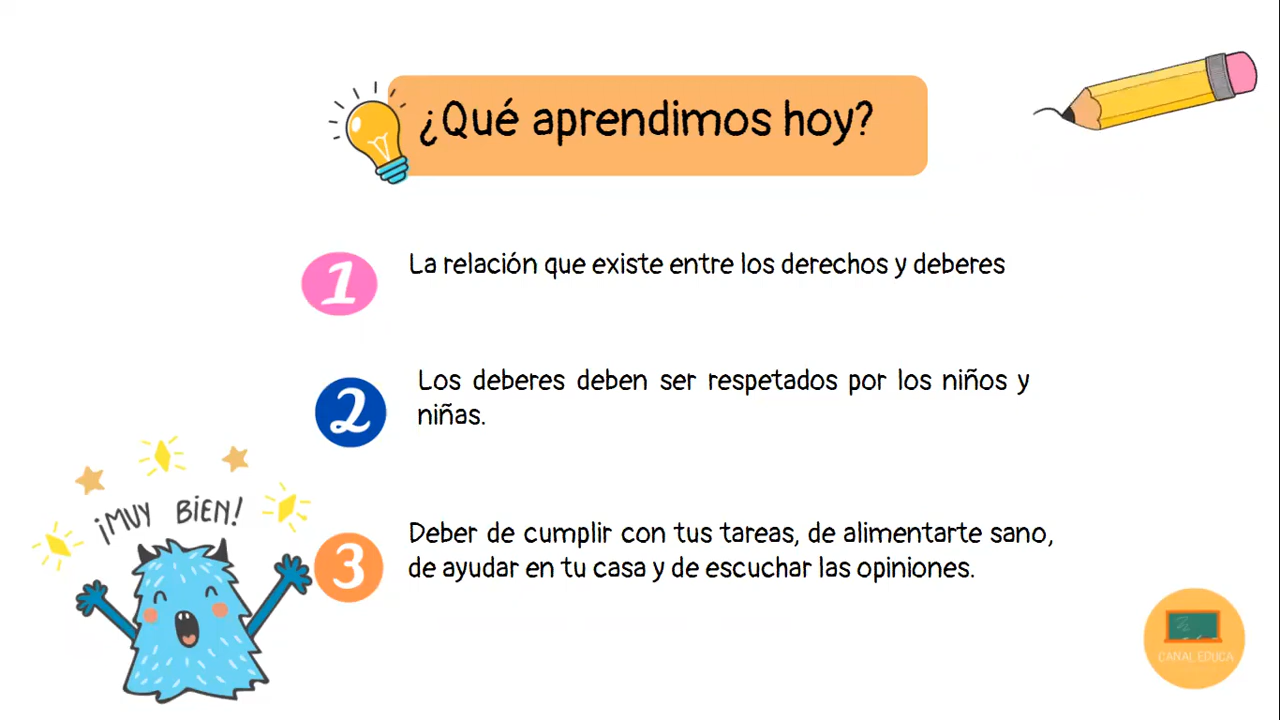 ¿Qué aprendimos hoy?
1
La relación que existe entre los derechos y deberes
2
Los deberes deben ser respetados por los niños y
niñas.
¡MUY BIEN!
3
Deber de cumplir con tus tareas, de alimentarte sano,
de ayudar en tu casa y de escuchar las opiniones.
CANAL EDUCA